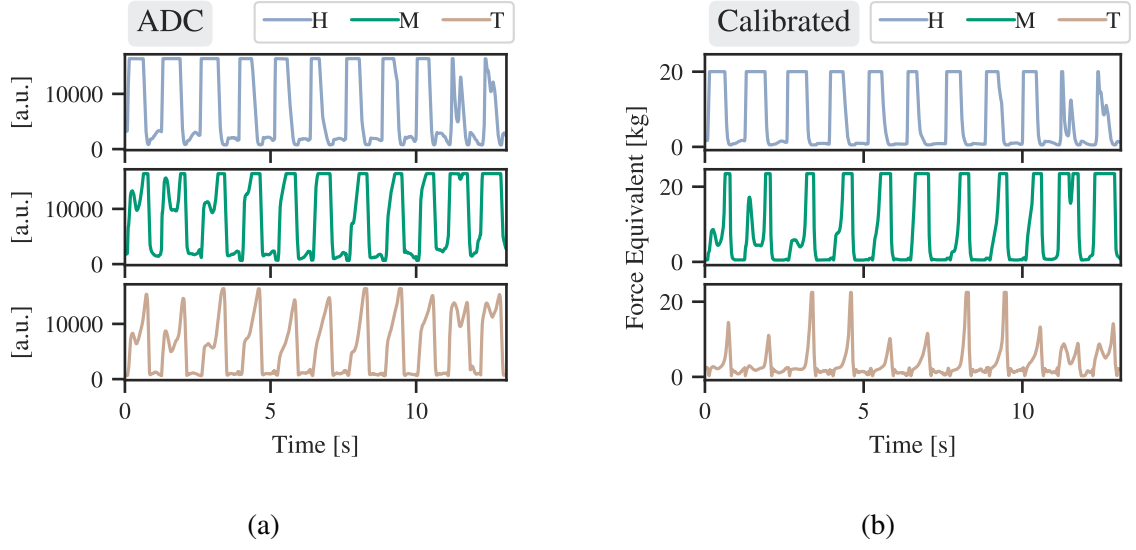 ADC
H M T
[a.u.]
10000
0
[a.u.]
10000
0
[a.u.]
10000
0
0 5 10
Time [s]
(a)
Calibrated
H M T
Force Equivalent [kg]
20
0
20
0
20
0
0 5 10
Time [s]
(b)